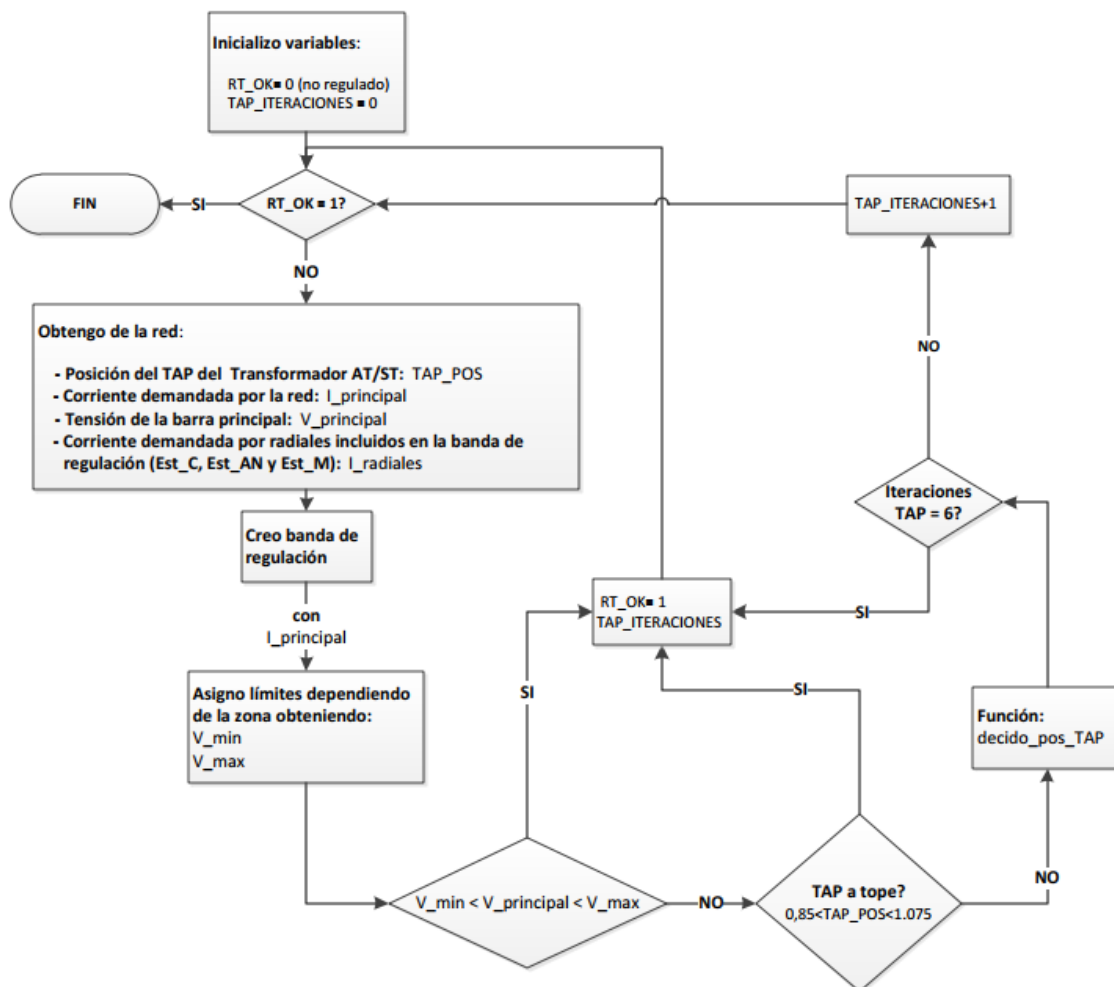 Inicializo variables:
RT_OK= 0 (no regulado)
TAP_ITERACIONES = 0
FIN
SI
RT_OK = 1?
TAP_ITERACIONES+1
NO
Obtengo de la red:
- Posición del TAP del Transformador AT/ST: TAP_POS
- Corriente demandada por la red: I_principal
- Tensión de la barra principal: V_principal
- Corriente demandada por radiales incluidos en la banda de
regulación (Est_C, Est_AN y Est_M): I_radiales
NO
Iteraciones
TAP = 6?
Creo banda de
regulación
con
I_principal
RT_OK= 1
TAP_ITERACIONES
SI
Asigno límites dependiendo
de la zona obteniendo:
V_min
V_max
SI
SI
Función:
decido_pos_TAP
V_min < V_principal < V_max
NO
TAP a tope?
0,85<TAP_POS<1.075
NO